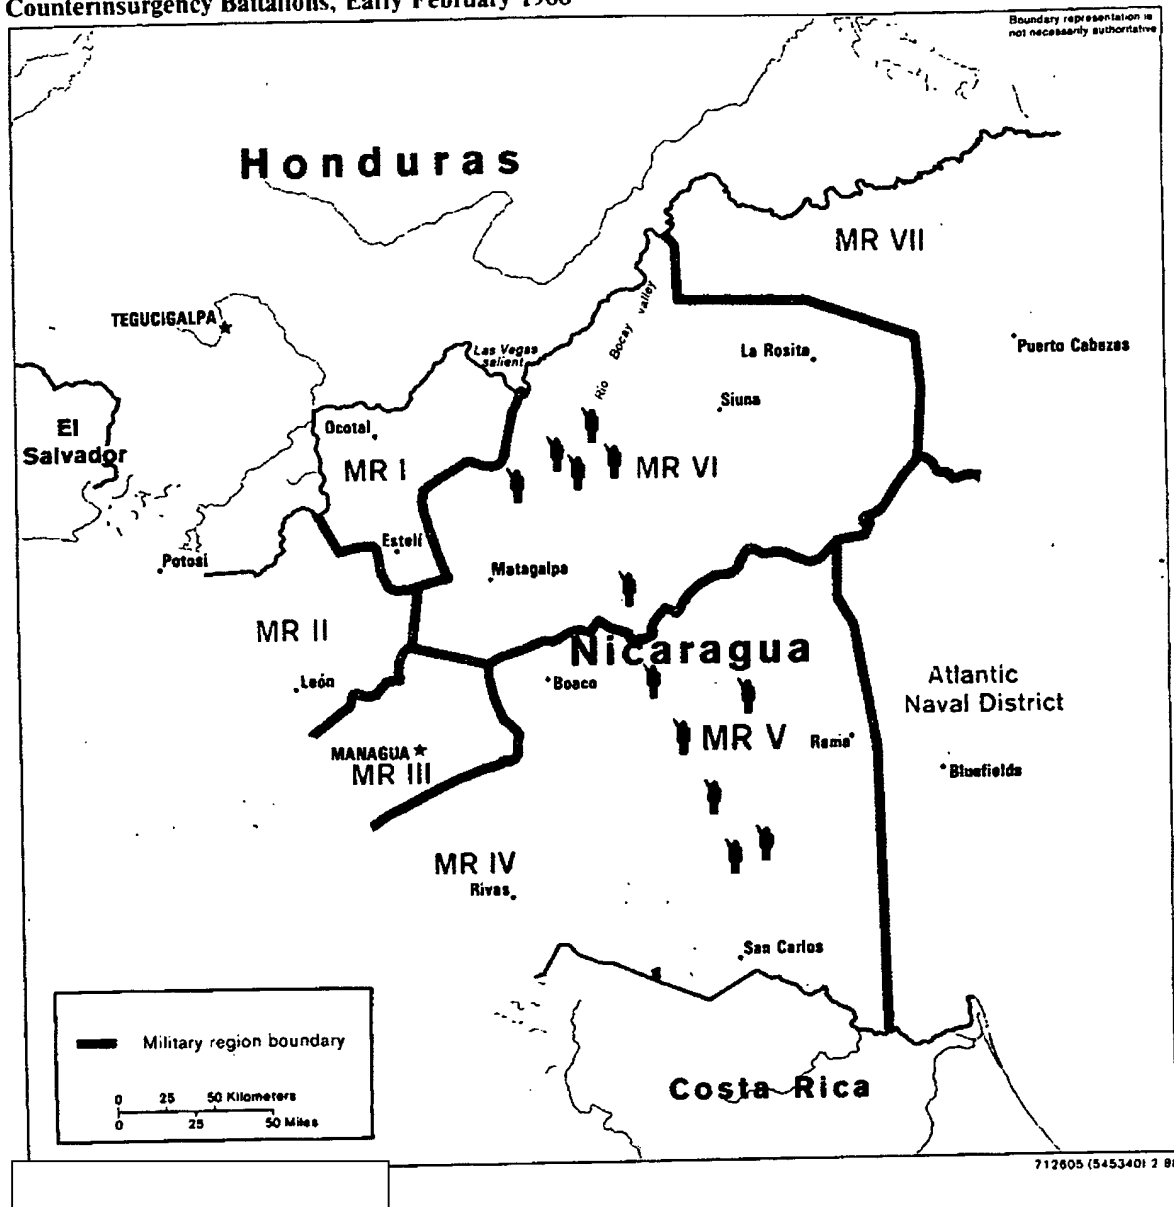 Counterinsurgency Battalions, Early February 1988
Boundary representation is
not necessarily authoritative
Honduras
MR VII
TEGUCIGALPA
Las Vegas
salient
Rio Bocay valley
La Rosita
Puerto Cabezas
Siuna
El
Salvador
Ocotal
MR I
MR VI
Estelí
Potosí
Matagalpa
MR II
Nicaragua
León
Boaco
Atlantic
Naval District
MANAGUA
MR III
MR V
Rama
Bluefields
MR IV
Rivas
San Carlos
Military region boundary
0 25 50 Kilometers
0 25 50 Miles
Costa Rica
712605 (545340) 2 88